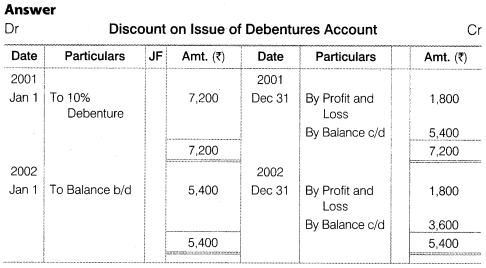 Answer
Dr Discount on Issue of Debentures Account Cr
Date Particulars JF Amt. (₹) Date Particulars Amt. (₹)
2001 2001
Jan 1 To 10% 7,200 Dec 31 By Profit and 1,800
Debenture Loss
By Balance c/d 5,400
7,200 7,200
2002 2002
Jan 1 To Balance b/d 5,400 Dec 31 By Profit and 1,800
Loss
By Balance c/d 3,600
5,400 5,400